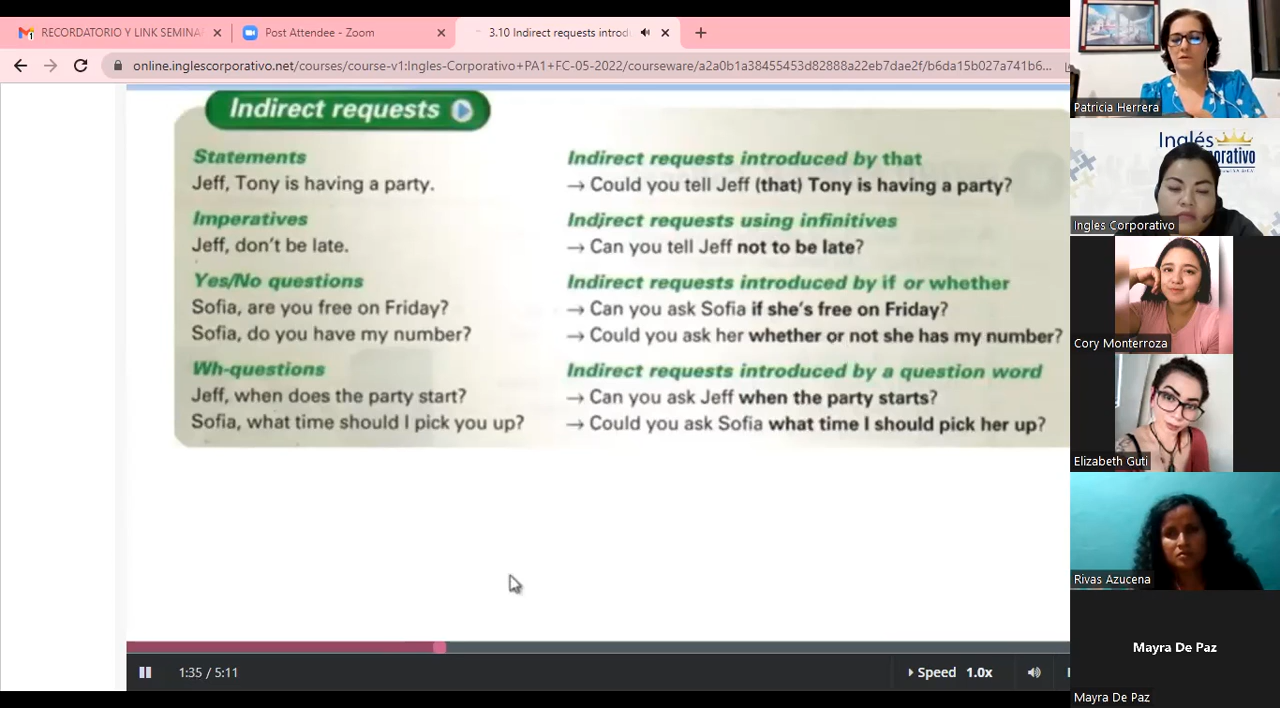 RECORDATORIO Y LINK SEMINA
Post Attendee - Zoom
3.10 Indirect requests introd
online.inglescorporativo.net/courses/course-v1:Ingles-Corporativo+PA1+FC-05-2022/courseware/a2a0b1a38455453d82888a22eb7dae2f/b6da15b027a741b6...
Indirect requests
Statements
Indirect requests introduced by that
Jeff, Tony is having a party.
→ Could you tell Jeff (that) Tony is having a party?
Imperatives
Indirect requests using infinitives
Jeff, don't be late.
→ Can you tell Jeff not to be late?
Yes/No questions
Indirect requests introduced by if or whether
Sofia, are you free on Friday?
→ Can you ask Sofia if she's free on Friday?
Sofia, do you have my number?
→ Could you ask her whether or not she has my number?
Wh-questions
Indirect requests introduced by a question word
Jeff, when does the party start?
→ Can you ask Jeff when the party starts?
Sofia, what time should I pick you up?
→ Could you ask Sofia what time I should pick her up?
1:35 / 5:11
Speed 1.0x
Patricia Herrera
Inglés
Ingles Corporativo
Cory Monterroza
Elizabeth Guti
Rivas Azucena
Mayra De Paz
Mayra De Paz